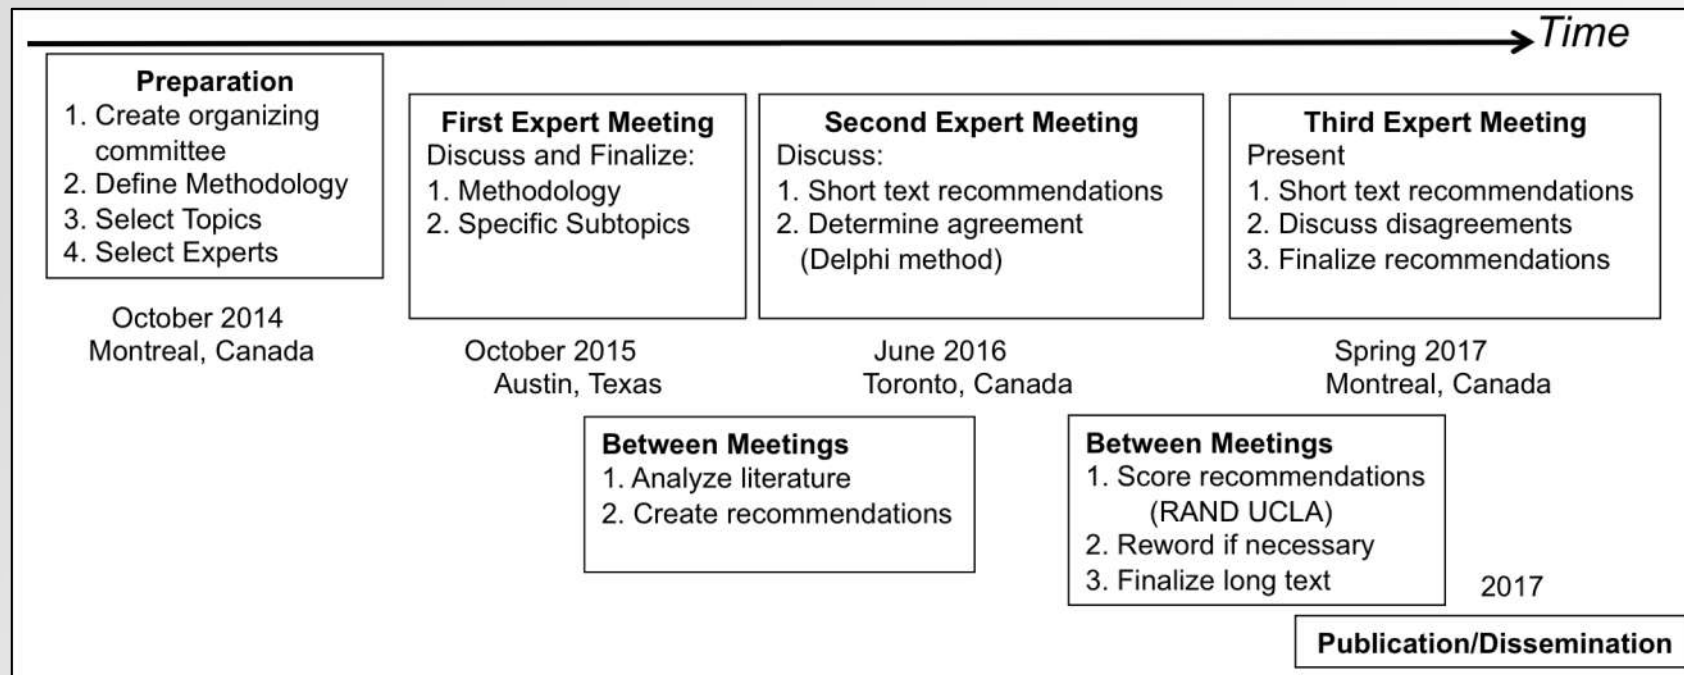 Time
Preparation
1. Create organizing
committee
2. Define Methodology
3. Select Topics
4. Select Experts
October 2014
Montreal, Canada
First Expert Meeting
Discuss and Finalize:
1. Methodology
2. Specific Subtopics
October 2015
Austin, Texas
Second Expert Meeting
Discuss:
1. Short text recommendations
2. Determine agreement
(Delphi method)
June 2016
Toronto, Canada
Third Expert Meeting
Present
1. Short text recommendations
2. Discuss disagreements
3. Finalize recommendations
Spring 2017
Montreal, Canada
Between Meetings
1. Analyze literature
2. Create recommendations
Between Meetings
1. Score recommendations
(RAND UCLA)
2. Reword if necessary
3. Finalize long text
2017
Publication/Dissemination